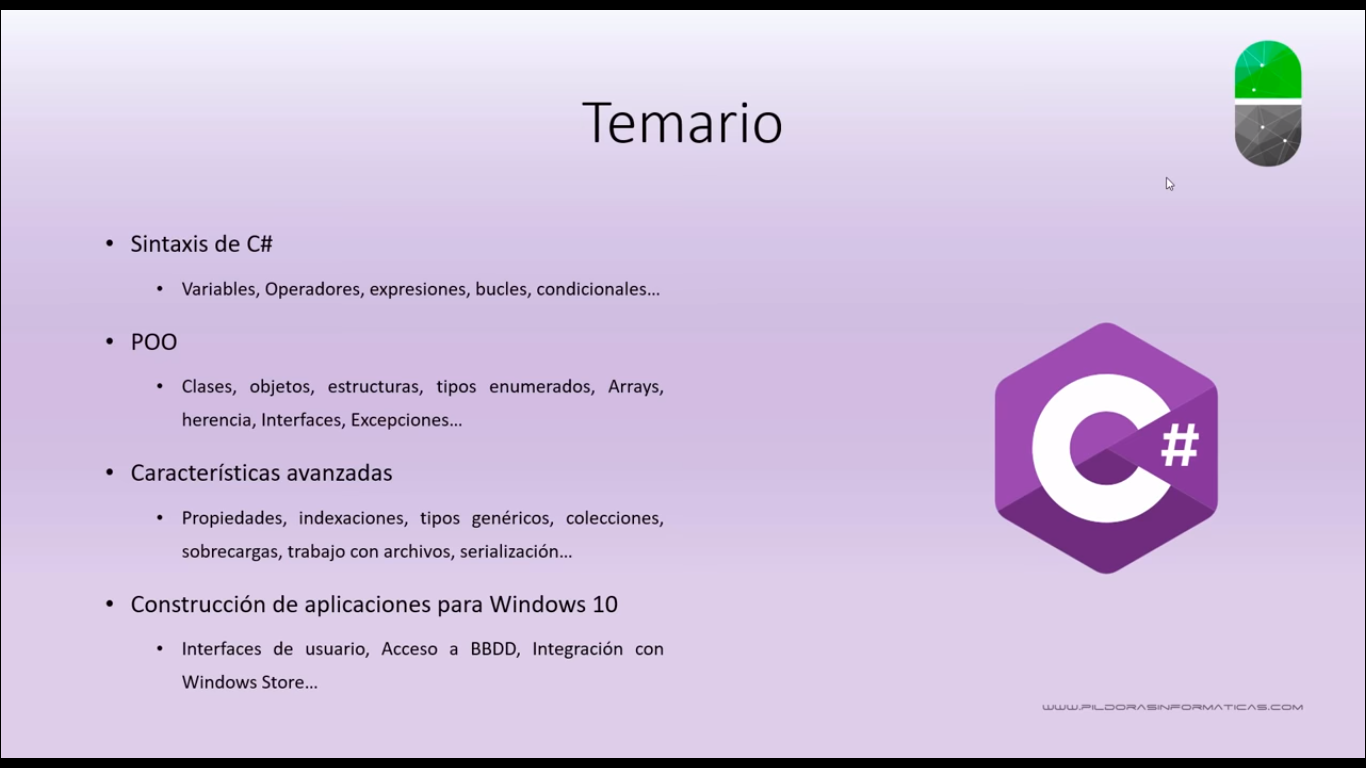 Temario
• Sintaxis de C#
• Variables, Operadores, expresiones, bucles, condicionales...
• POO
• Clases, objetos, estructuras, tipos enumerados, Arrays,
herencia, Interfaces, Excepciones...
• Características avanzadas
• Propiedades, indexaciones, tipos genéricos, colecciones,
sobrecargas, trabajo con archivos, serialización...
• Construcción de aplicaciones para Windows 10
• Interfaces de usuario, Acceso a BBDD, Integración con
Windows Store...
C#
WWW.PILDORASINFORMATICAS.COM